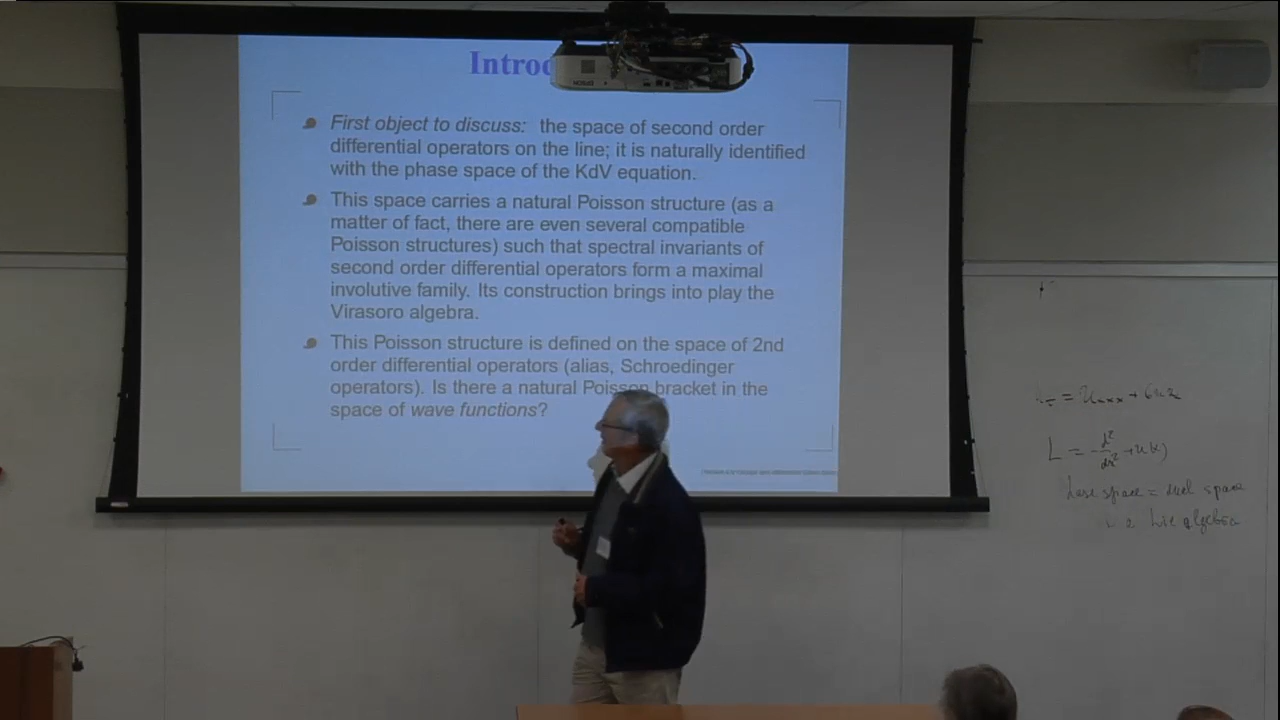 Introd
First object to discuss: the space of second order
differential operators on the line; it is naturally identified
with the phase space of the KdV equation.
This space carries a natural Poisson structure (as a
matter of fact, there are even several compatible
Poisson structures) such that spectral invariants of
second order differential operators form a maximal
involutive family. Its construction brings into play the
Virasoro algebra.
This Poisson structure is defined on the space of 2nd
order differential operators (alias, Schroedinger
operators). Is there a natural Poisson bracket in the
space of wave functions?
EPSON
L = -d²/dx² + u(x)
space = dual space
Lie algebra